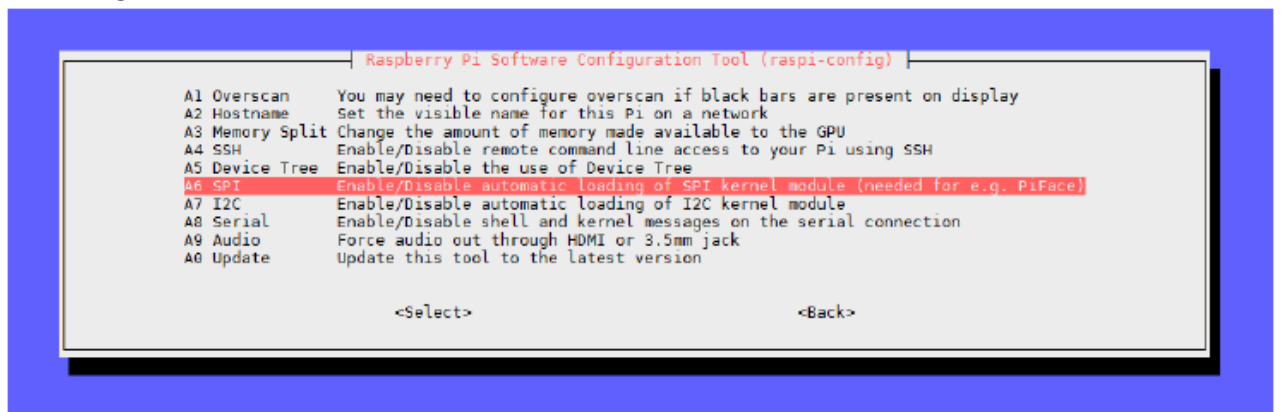 Raspberry Pi Software Configuration Tool (raspi-config)
A1 Overscan You may need to configure overscan if black bars are present on display
A2 Hostname Set the visible name for this Pi on a network
A3 Memory Split Change the amount of memory made available to the GPU
A4 SSH Enable/Disable remote command line access to your Pi using SSH
A5 Device Tree Enable/Disable the use of Device Tree
A6 SPI Enable/Disable automatic loading of SPI kernel module (needed for e.g. PiFace)
A7 I2C Enable/Disable automatic loading of I2C kernel module
A8 Serial Enable/Disable shell and kernel messages on the serial connection
A9 Audio Force audio out through HDMI or 3.5mm jack
A0 Update Update this tool to the latest version
<Select> <Back>